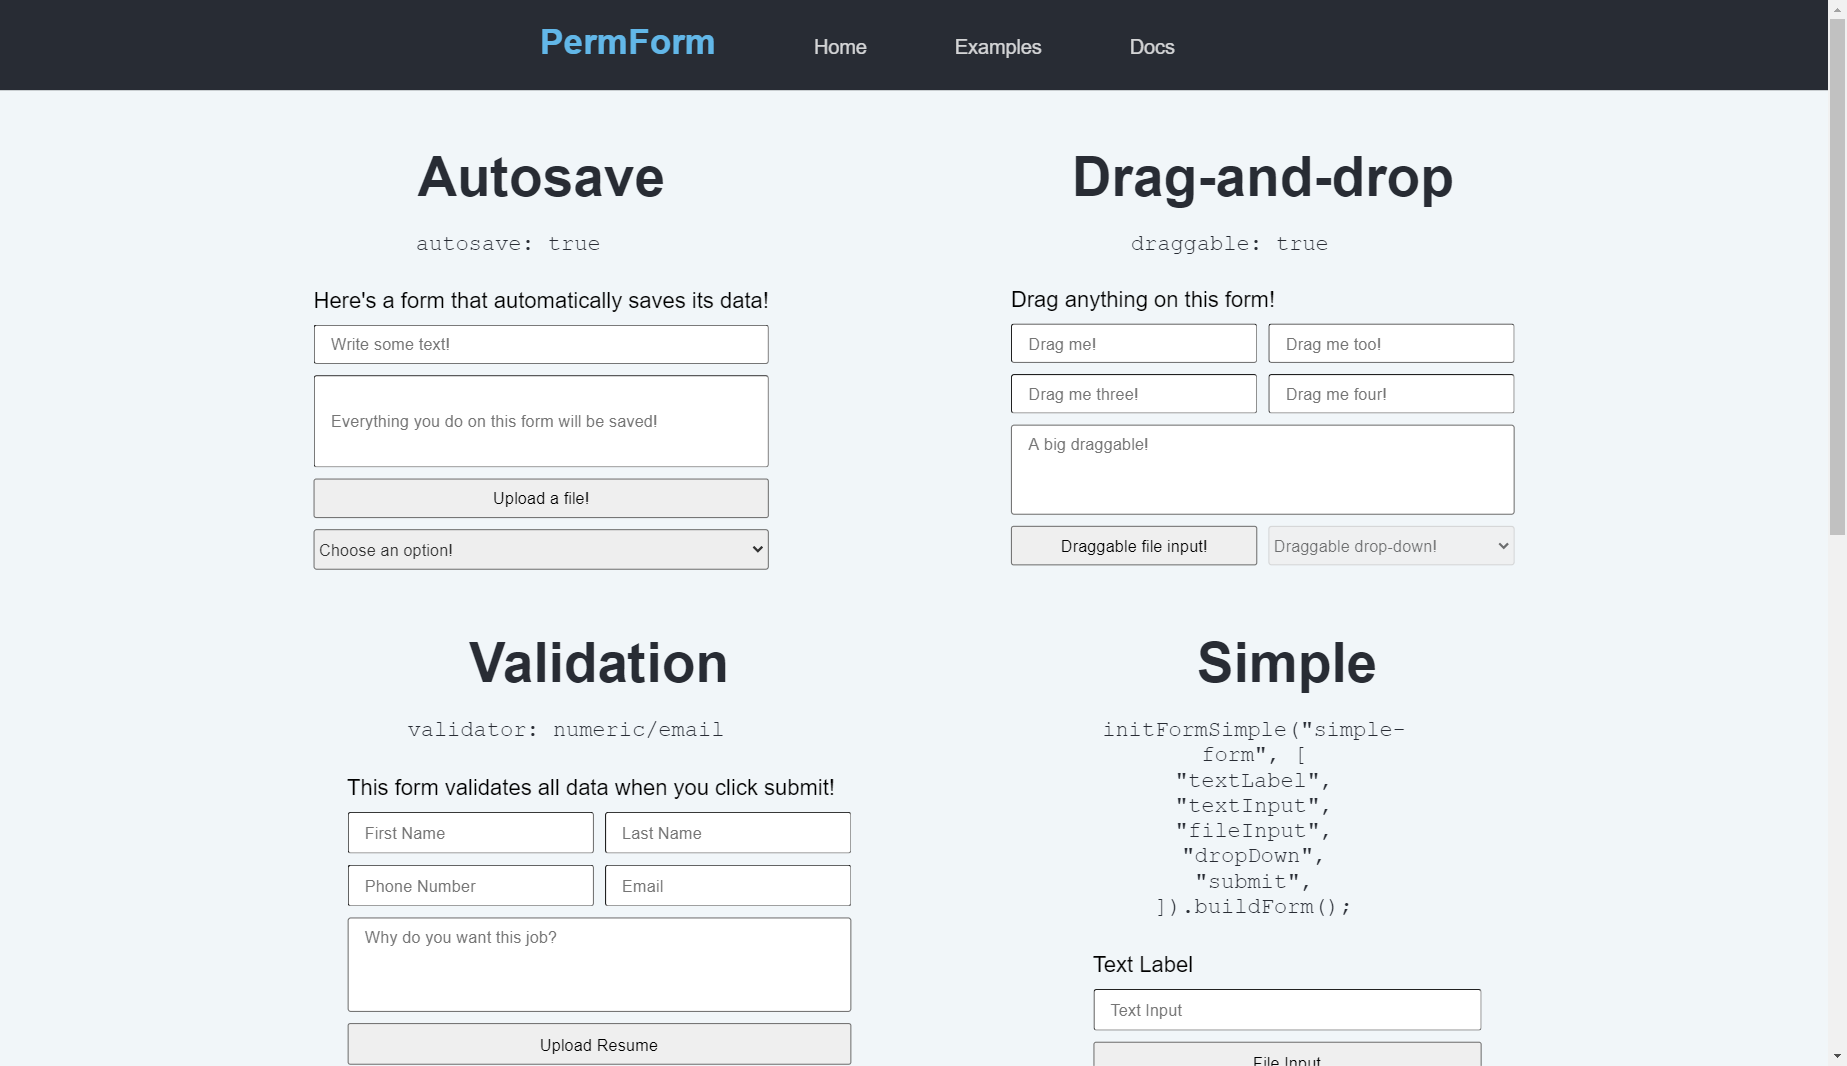 PermForm
Home
Examples
Docs
Autosave
autosave: true
Here's a form that automatically saves its data!
Write some text!
Everything you do on this form will be saved!
Upload a file!
Choose an option!
Drag-and-drop
draggable: true
Drag anything on this form!
Drag me!
Drag me too!
Drag me three!
Drag me four!
A big draggable!
Draggable file input!
Draggable drop-down!
Validation
validator: numeric/email
This form validates all data when you click submit!
First Name
Last Name
Phone Number
Email
Why do you want this job?
Upload Resume
Simple
initFormSimple("simple-
form", [
"textLabel",
"textInput",
"fileInput",
"dropDown",
"submit",
]).buildForm();
Text Label
Text Input
File Input